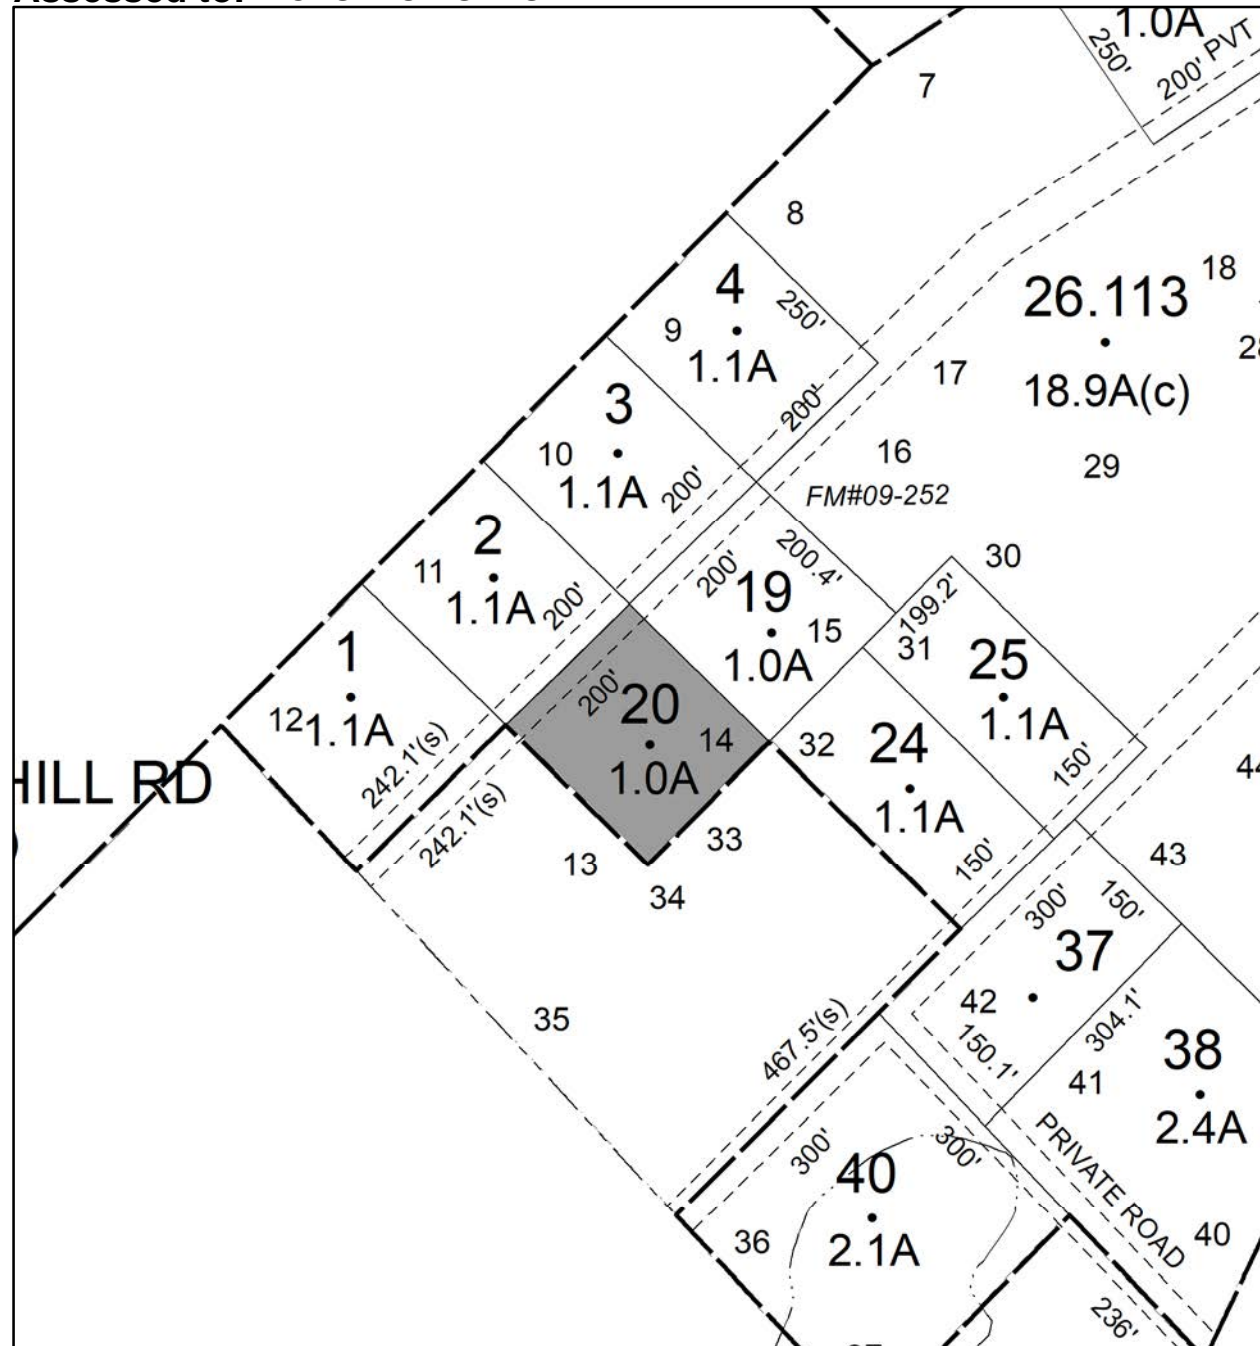 1.0A
250'
200'
PVT
7
8
4
250'
9
1.1A
200'
26.113
18
18.9A(c)
17
16
29
FM#09-252
3
10
1.1A
200'
2
11
1.1A
200'
200.4'
200'
19
15
1.0A
30
199.2'
31
25
1.1A
150'
1
12
1.1A
242.1'(s)
242.1'(s)
200'
20
14
1.0A
32
24
1.1A
150'
HILL RD
13
33
34
43
300'
150'
37
42
150.1'
304.1'
38
41
2.4A
35
467.5'(s)
PRIVATE ROAD
300'
300'
40
2.1A
36
40
236'